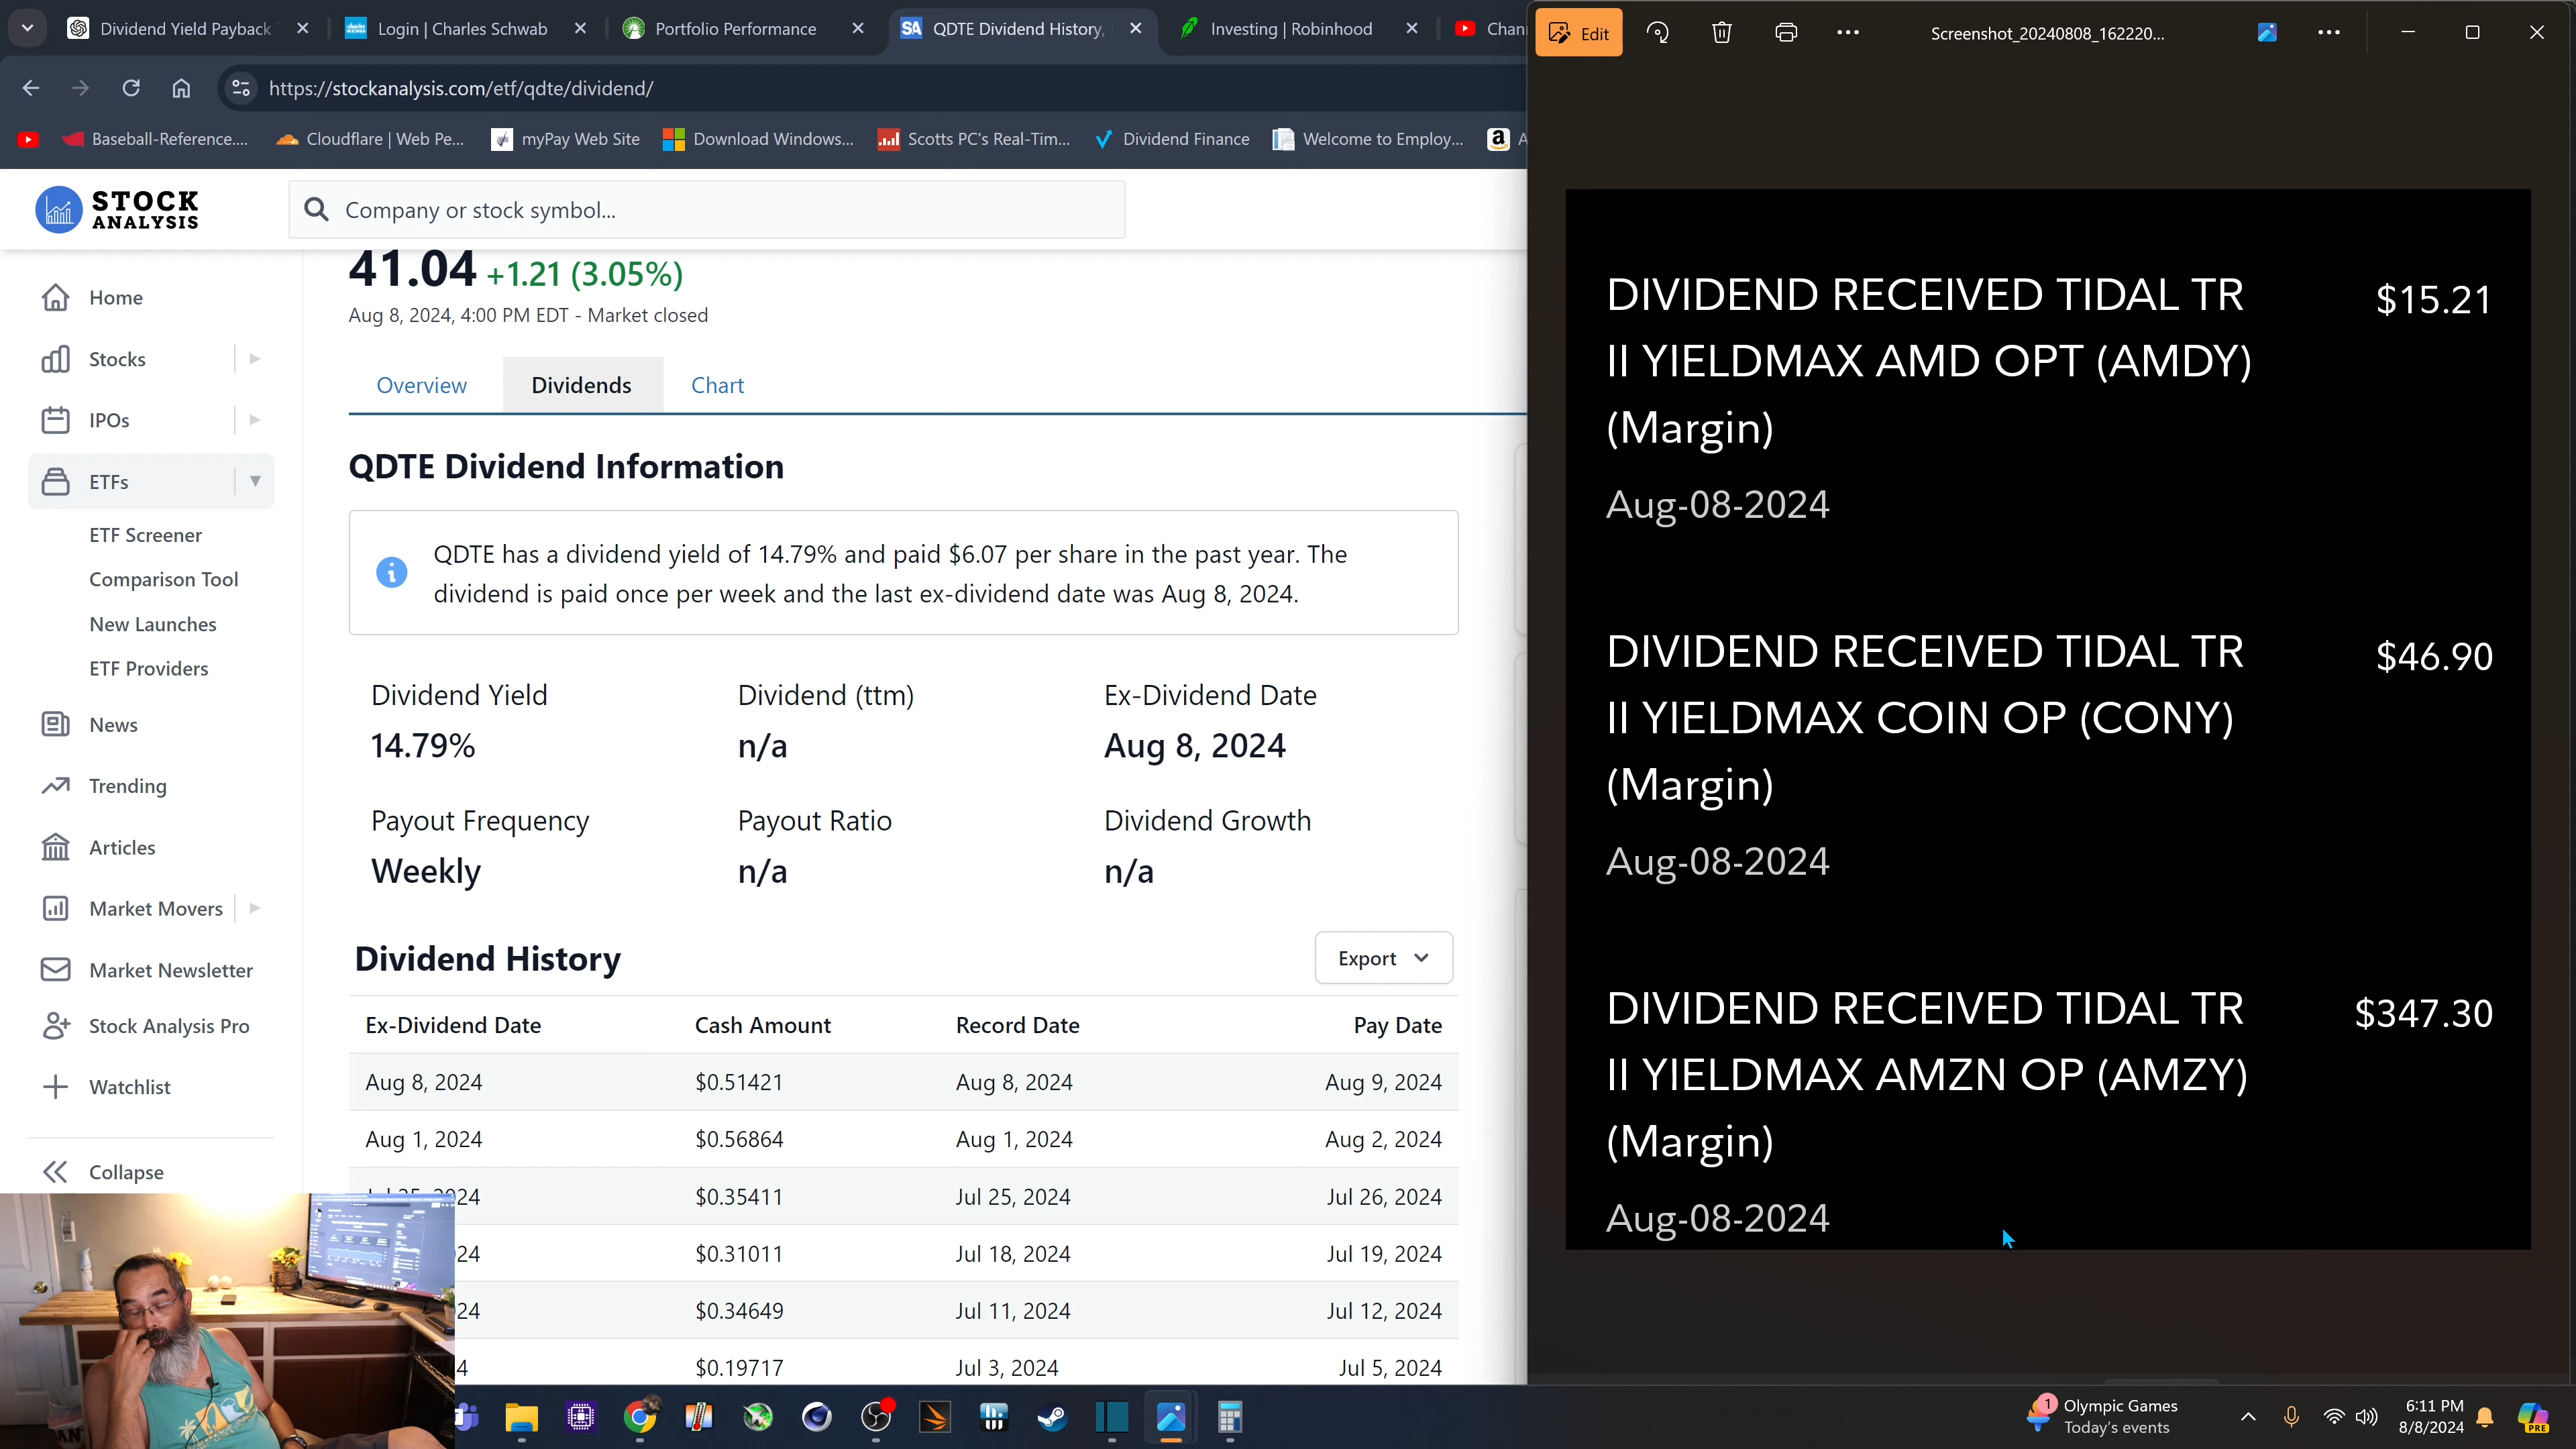 Dividend Yield Payback
Login | Charles Schwab
Portfolio Performance
SA
QDTE Dividend History,
Investing | Robinhood
https://stockanalysis.com/etf/qdte/dividend/
Baseball-Reference....
Cloudflare | Web Pe...
myPay Web Site
Download Windows...
Scotts PC's Real-Tim...
Dividend Finance
Welcome to Employ...
STOCK
ANALYSIS
Company or stock symbol...
Home
Stocks
IPOs
ETFs
ETF Screener
Comparison Tool
New Launches
ETF Providers
News
Trending
Articles
Market Movers
Market Newsletter
Stock Analysis Pro
Watchlist
Collapse
41.04 +1.21 (3.05%)
Aug 8, 2024, 4:00 PM EDT - Market closed
Overview
Dividends
Chart
QDTE Dividend Information
QDTE has a dividend yield of 14.79% and paid $6.07 per share in the past year. The
dividend is paid once per week and the last ex-dividend date was Aug 8, 2024.
Dividend Yield
14.79%
Dividend (ttm)
n/a
Ex-Dividend Date
Aug 8, 2024
Payout Frequency
Weekly
Payout Ratio
n/a
Dividend Growth
n/a
Dividend History
Export
Ex-Dividend Date Cash Amount Record Date Pay Date
Aug 8, 2024 $0.51421 Aug 8, 2024 Aug 9, 2024
Aug 1, 2024 $0.56864 Aug 1, 2024 Aug 2, 2024
24 $0.35411 Jul 25, 2024 Jul 26, 2024
24 $0.31011 Jul 18, 2024 Jul 19, 2024
24 $0.34649 Jul 11, 2024 Jul 12, 2024
4 $0.19717 Jul 3, 2024 Jul 5, 2024
Edit
Screenshot_20240808_162220...
DIVIDEND RECEIVED TIDAL TR $15.21
II YIELDMAX AMD OPT (AMDY)
(Margin)
Aug-08-2024
DIVIDEND RECEIVED TIDAL TR $46.90
II YIELDMAX COIN OP (CONY)
(Margin)
Aug-08-2024
DIVIDEND RECEIVED TIDAL TR $347.30
II YIELDMAX AMZN OP (AMZY)
(Margin)
Aug-08-2024
1
Olympic Games
Today's events
6:11 PM
8/8/2024
PRE